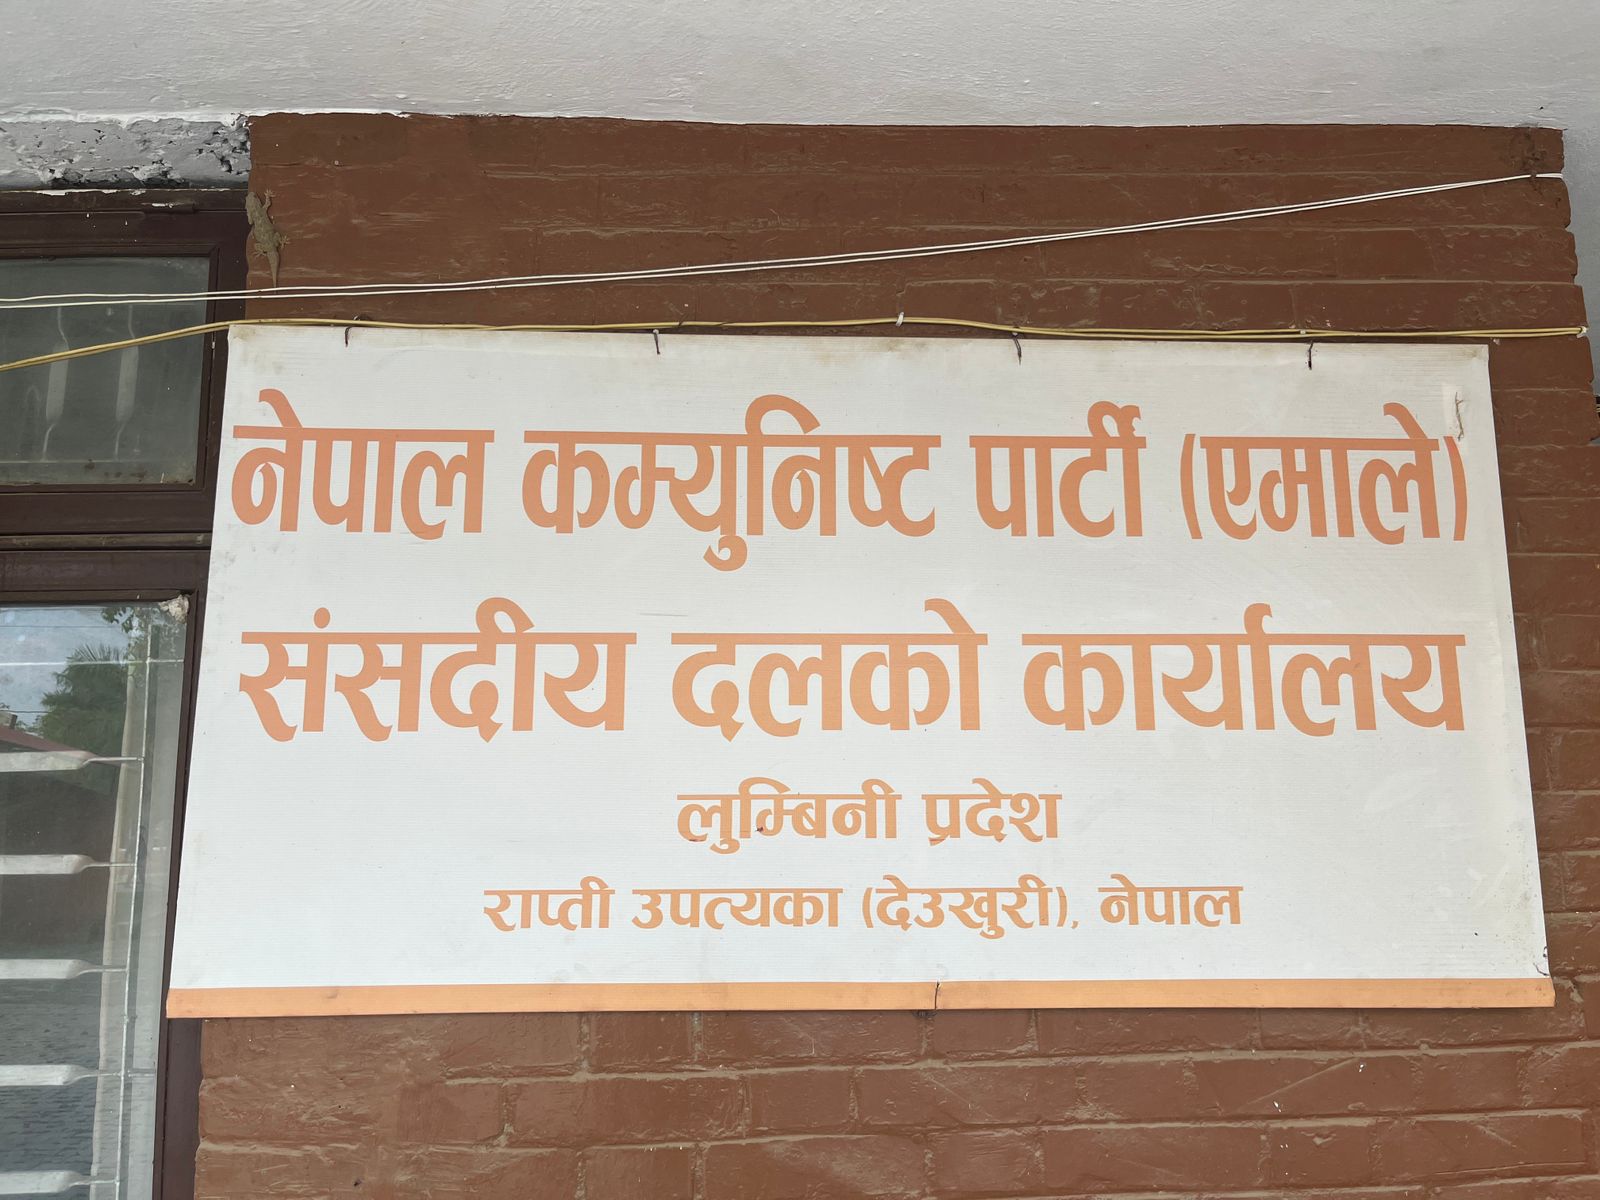 नेपाल कम्युनिष्ट पार्टी (एमाले)
संसदीय दलको कार्यालय
लुम्बिनी प्रदेश
राप्ती उपत्यका (देउखुरी), नेपाल